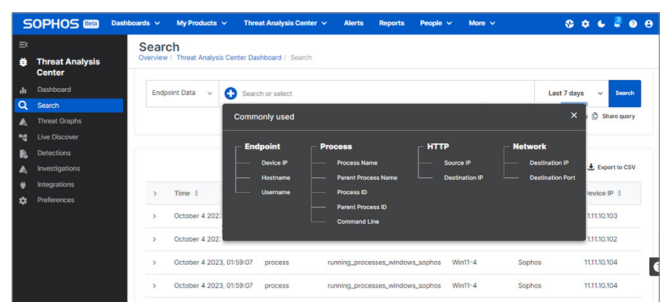 SOPHOS Beta Dashboards My Products Threat Analysis Center Alerts Reports People More 2
Threat Analysis
Center
Dashboard
Search
Threat Graphs
Live Discover
Detections
Investigations
Integrations
Preferences
Search
Overview / Threat Analysis Center Dashboard / Search
Endpoint Data Search or select Last 7 days Search
Share query
Commonly used
Endpoint
Device IP
Hostname
Username
Process
Process Name
Parent Process Name
Process ID
Parent Process ID
Command Line
HTTP
Source IP
Destination IP
Network
Destination IP
Destination Port
Export to CSV
Time Device IP
October 4 202 1.11.10.103
October 4 202 1.11.10.102
October 4 2023, 01:59:07 process running_processes_windows_sophos Win11-4 Sophos 11.11.10.104
October 4 2023, 01:59:07 process running_processes_windows_sophos Win11-4 Sophos 11.11.10.104